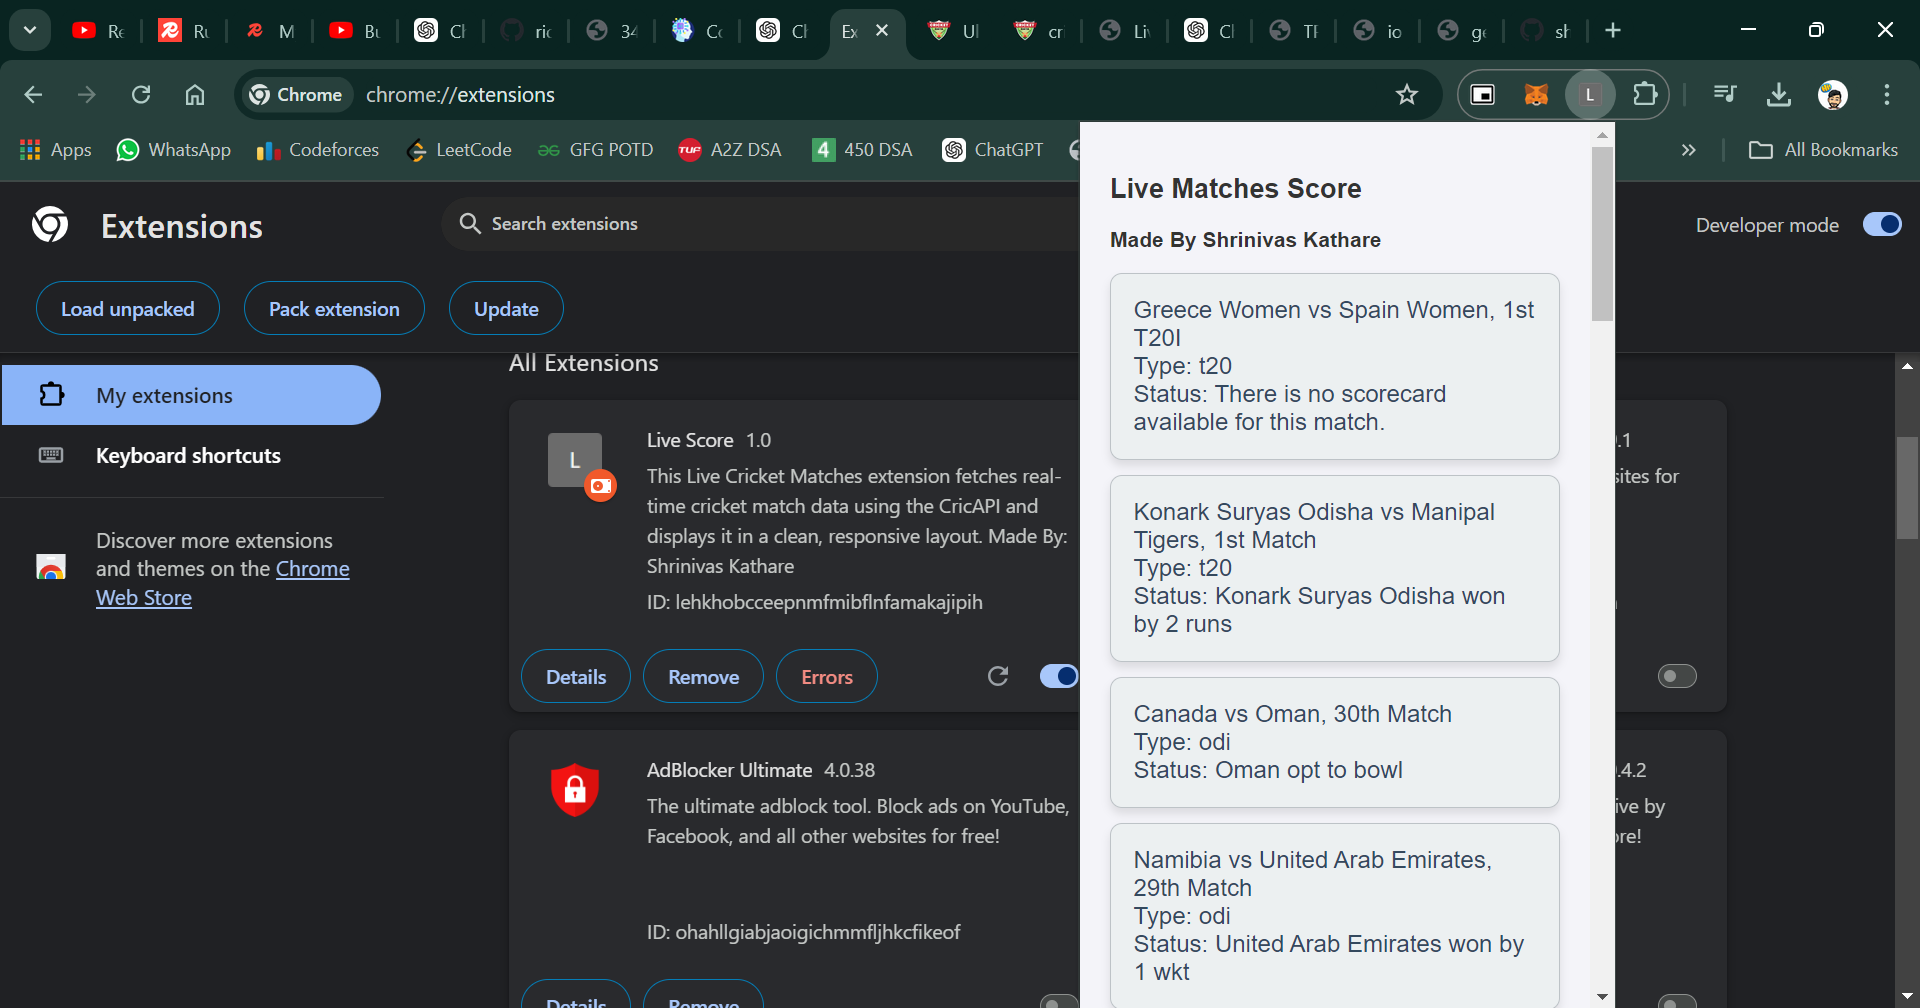 Re
Ru
M
Bu
Ch
ric
34
Co
Ch
Ex
Ul
cri
Liv
Cl
Th
io
ge
sh
Chrome
chrome://extensions
L
Apps
WhatsApp
Codeforces
LeetCode
GFG POTD
TUF
A2Z DSA
4
450 DSA
ChatGPT
All Bookmarks
Extensions
Search extensions
Developer mode
Load unpacked
Pack extension
Update
My extensions
Keyboard shortcuts
Discover more extensions
and themes on the Chrome
Web Store
All Extensions
L
Live Score 1.0
This Live Cricket Matches extension fetches real-
time cricket match data using the CricAPI and
displays it in a clean, responsive layout. Made By:
Shrinivas Kathare
ID: lehkhobcceepnmfmibflnfamakajipih
Details
Remove
Errors
AdBlocker Ultimate 4.0.38
The ultimate adblock tool. Block ads on YouTube,
Facebook, and all other websites for free!
ID: ohahllgiabjaoigichmmfljhkcfikeof
Details
Remove
Live Matches Score
Made By Shrinivas Kathare
Greece Women vs Spain Women, 1st
T20I
Type: t20
Status: There is no scorecard
available for this match.
Konark Suryas Odisha vs Manipal
Tigers, 1st Match
Type: t20
Status: Konark Suryas Odisha won
by 2 runs
Canada vs Oman, 30th Match
Type: odi
Status: Oman opt to bowl
Namibia vs United Arab Emirates,
29th Match
Type: odi
Status: United Arab Emirates won by
1 wkt
.1
sites for
.4.2
ive by
ore!